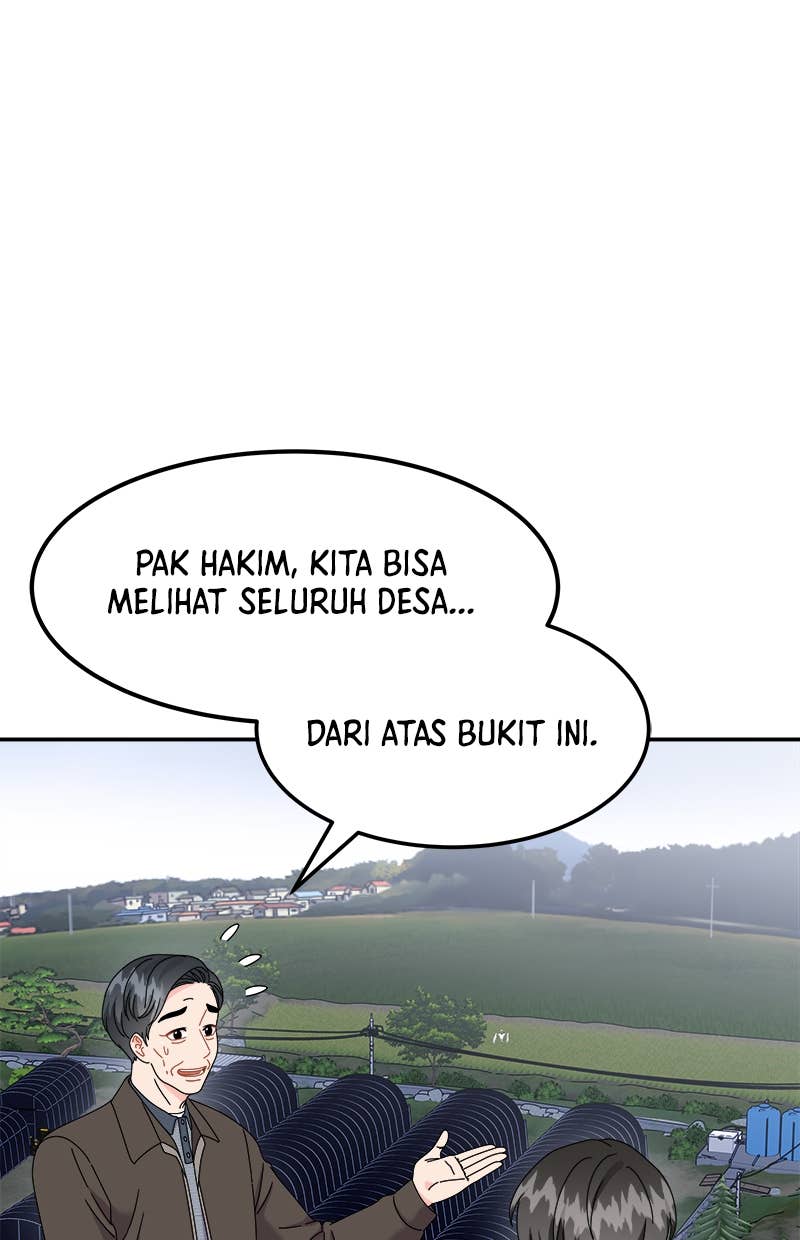 PAK HAKIM, KITA BISA
MELIHAT SELURUH DESA...
DARI ATAS BUKIT INI.